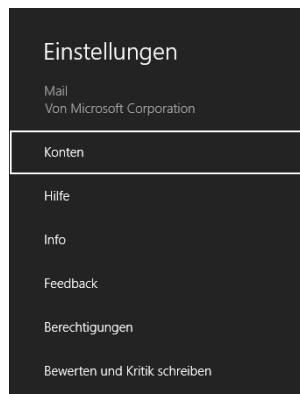 Einstellungen
Mail
Von Microsoft Corporation
Konten
Hilfe
Info
Feedback
Berechtigungen
Bewerten und Kritik schreiben